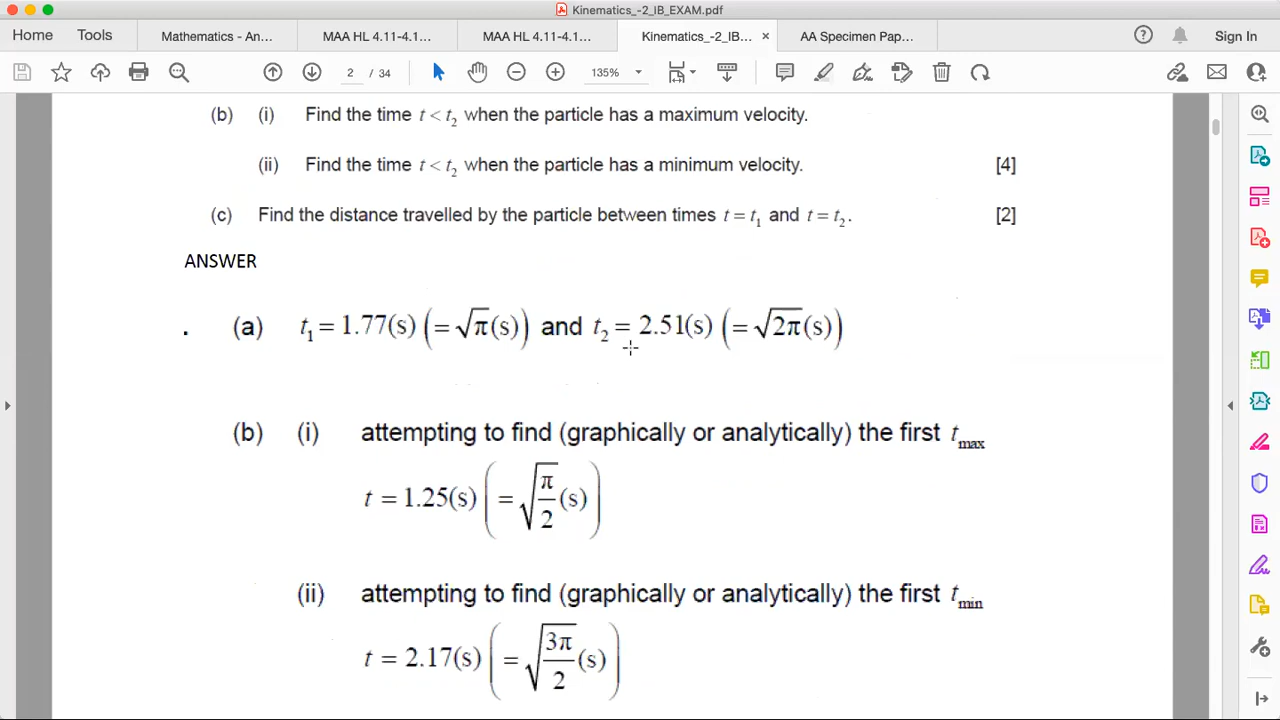 Kinematics_-2_IB_EXAM.pdf
Home Tools Mathematics - An... MAA HL 4.11-4.1... MAA HL 4.11-4.1... Kinematics_-2_IB... × AA Specimen Pap... Sign In
2 / 34 135%
(b) (i) Find the time t < t₂ when the particle has a maximum velocity.
(ii) Find the time t < t₂ when the particle has a minimum velocity. [4]
(c) Find the distance travelled by the particle between times t = t₁ and t = t₂. [2]
ANSWER
. (a) t₁ = 1.77(s) (= √π(s)) and t₂ = 2.51(s) (= √2π(s))
(b) (i) attempting to find (graphically or analytically) the first t_max
t = 1.25(s) (= √(π/2)(s))
(ii) attempting to find (graphically or analytically) the first t_min
t = 2.17(s) (= √(3π/2)(s))